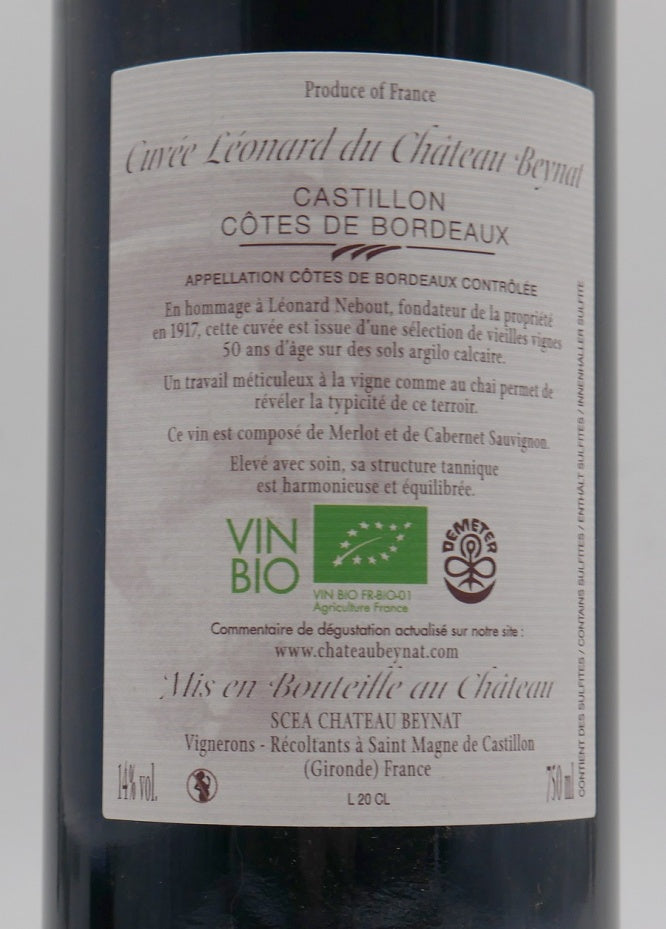 Produce of France
Cuvée Léonard du Château Beynat
CASTILLON
CÔTES DE BORDEAUX
APPELLATION CÔTES DE BORDEAUX CONTRÔLÉE
En hommage à Léonard Nebout, fondateur de la propriété
en 1917, cette cuvée est issue d'une sélection de vieilles vignes
50 ans d'âge sur des sols argilo calcaire.
Un travail méticuleux à la vigne comme au chai permet de
révéler la typicité de ce terroir.
Ce vin est composé de Merlot et de Cabernet Sauvignon.
Elevé avec soin, sa structure tannique
est harmonieuse et équilibrée.
VIN
BIO
DEMETER
VIN BIO FR-BIO-01
Agriculture France
Commentaire de dégustation actualisé sur notre site :
www.chateaubeynat.com
Mis en Bouteille au Château
SCEA CHATEAU BEYNAT
Vignerons - Récoltants à Saint Magne de Castillon
(Gironde) France
14% vol.
750 ml
L 20 CL
CONTIENT DES SULFITES / CONTAINS SULFITES / ENTHÄLT SULFITES / INNEHALLER SULFITE